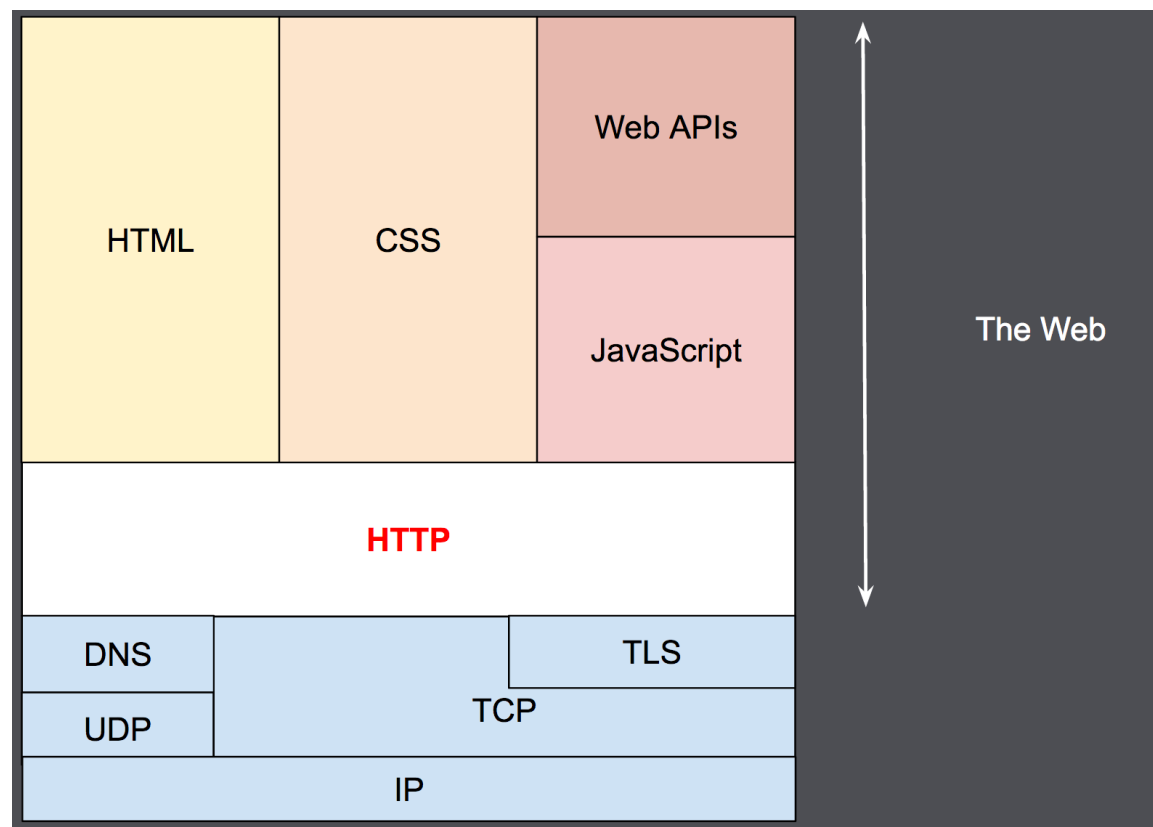 Web APIs
HTML
CSS
JavaScript
The Web
HTTP
DNS
TLS
TCP
UDP
IP